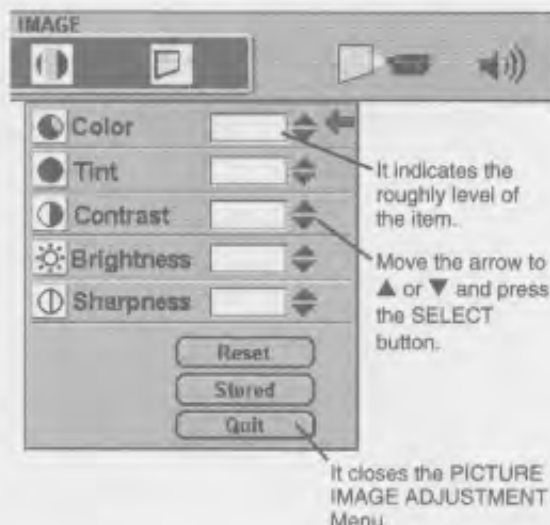 IMAGE
Color
Tint
Contrast
Brightness
Sharpness
Reset
Stored
Quit
It indicates the
roughly level of
the item.
Move the arrow to
▲ or ▼ and press
the SELECT
button.
It closes the PICTURE
IMAGE ADJUSTMENT
Menu.